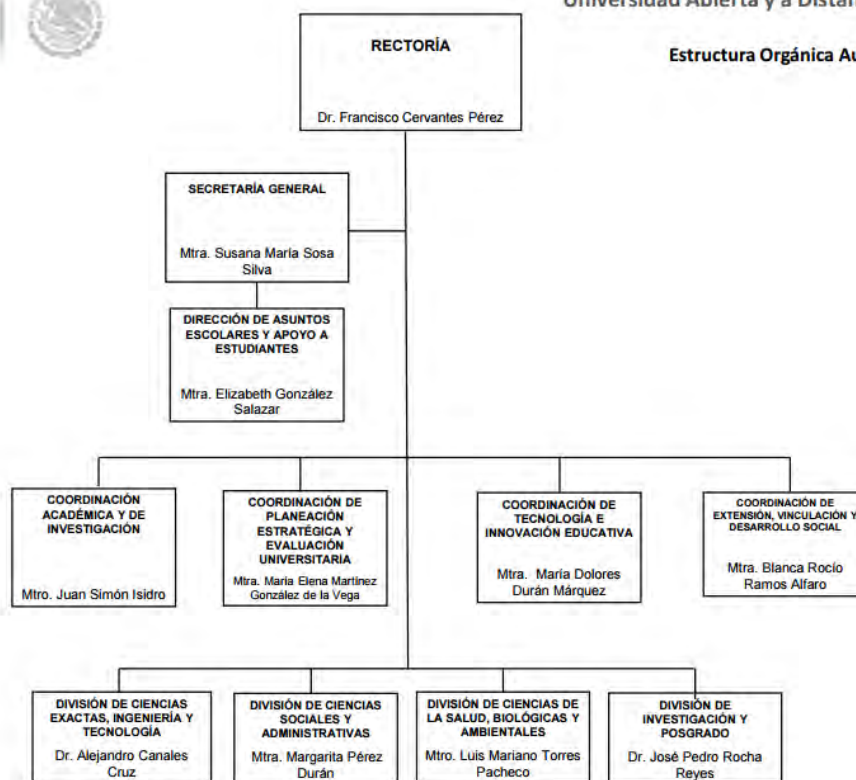 Universidad Abierta y a
Estructura Orgánica
RECTORÍA
Dr. Francisco Cervantes Pérez
SECRETARÍA GENERAL
Mtra. Susana María Sosa
Silva
DIRECCIÓN DE ASUNTOS
ESCOLARES Y APOYO A
ESTUDIANTES
Mtra. Elizabeth González
Salazar
COORDINACIÓN
ACADÉMICA Y DE
INVESTIGACIÓN
Mtro. Juan Simón Isidro
COORDINACIÓN DE
PLANEACIÓN
ESTRATÉGICA Y
EVALUACIÓN
UNIVERSITARIA
Mtra. María Elena Martínez
González de la Vega
COORDINACIÓN DE
TECNOLOGÍA E
INNOVACIÓN EDUCATIVA
Mtra. María Dolores
Durán Márquez
COORDINACIÓN DE
EXTENSIÓN, VINCULACIÓN Y
DESARROLLO SOCIAL
Mtra. Blanca Rocío
Ramos Alfaro
DIVISIÓN DE CIENCIAS
EXACTAS, INGENIERÍA Y
TECNOLOGÍA
Dr. Alejandro Canales
Cruz
DIVISIÓN DE CIENCIAS
SOCIALES Y
ADMINISTRATIVAS
Mtra. Margarita Pérez
Durán
DIVISIÓN DE CIENCIAS DE
LA SALUD, BIOLÓGICAS Y
AMBIENTALES
Mtro. Luis Mariano Torres
Pacheco
DIVISIÓN DE
INVESTIGACIÓN Y
POSGRADO
Dr. José Pedro Rocha
Reyes